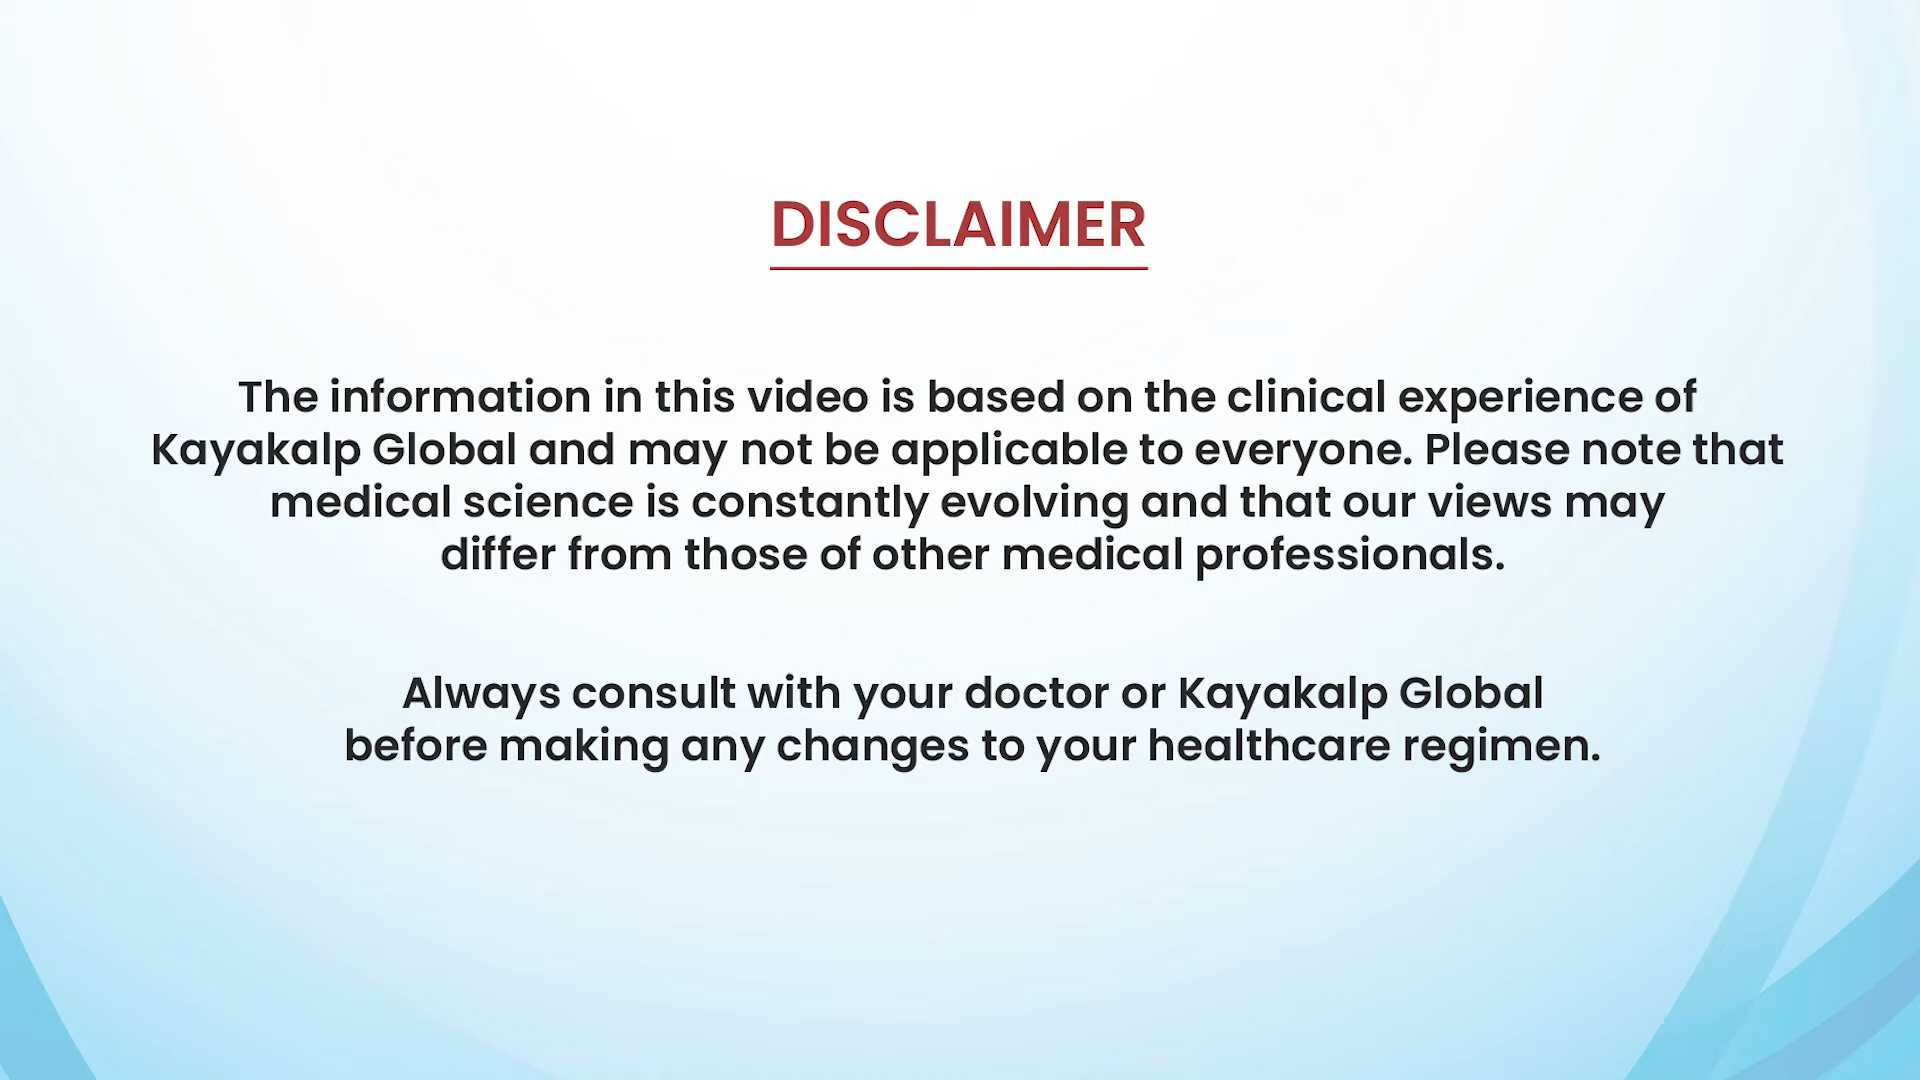 DISCLAIMER
The information in this video is based on the clinical experience of
Kayakalp Global and may not be applicable to everyone. Please note that
medical science is constantly evolving and that our views may
differ from those of other medical professionals.
Always consult with your doctor or Kayakalp Global
before making any changes to your healthcare regimen.